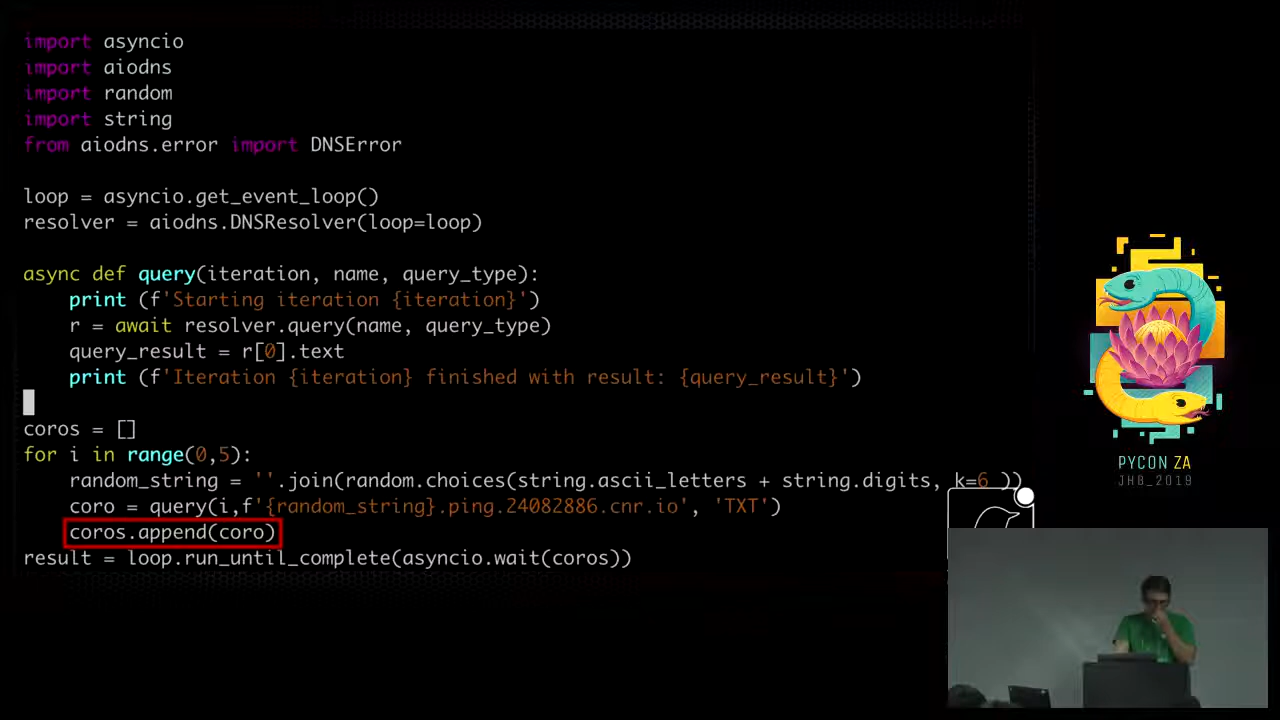 import asyncio
import aiodns
import random
import string
from aiodns.error import DNSError
loop = asyncio.get_event_loop()
resolver = aiodns.DNSResolver(loop=loop)
async def query(iteration, name, query_type):
    print (f'Starting iteration {iteration}')
    r = await resolver.query(name, query_type)
    query_result = r[0].text
    print (f'Iteration {iteration} finished with result: {query_result}')
coros = []
for i in range(0,5):
    random_string = ''.join(random.choices(string.ascii_letters + string.digits, k=6 ))
    coro = query(i,f'{random_string}.ping.24082886.cnr.io', 'TXT')
    coros.append(coro)
result = loop.run_until_complete(asyncio.wait(coros))
PYCON ZA
JHB_2019